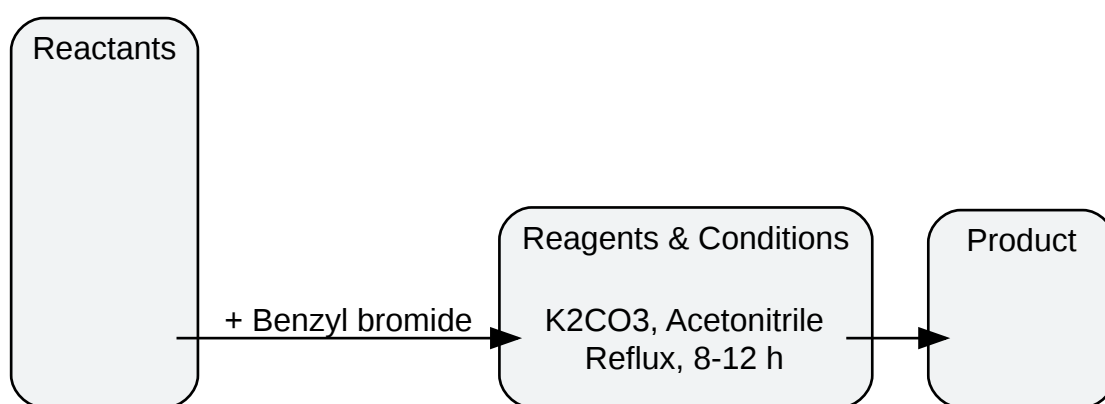 Reactants
+ Benzyl bromide
Reagents & Conditions
K2CO3, Acetonitrile
Reflux, 8-12 h
Product